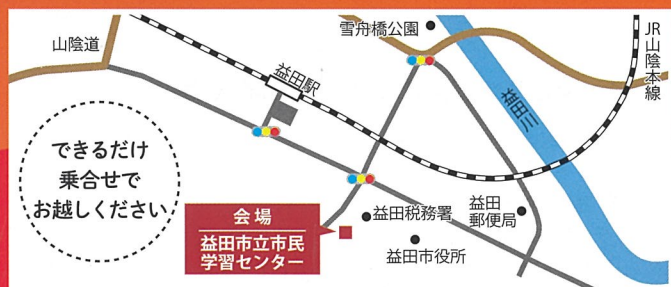 雪舟橋公園
山陰道
JR山陰本線
益田駅
益田川
できるだけ
乗合せで
お越しください
会場
益田市立市民
学習センター
益田税務署
益田
郵便局
益田市役所